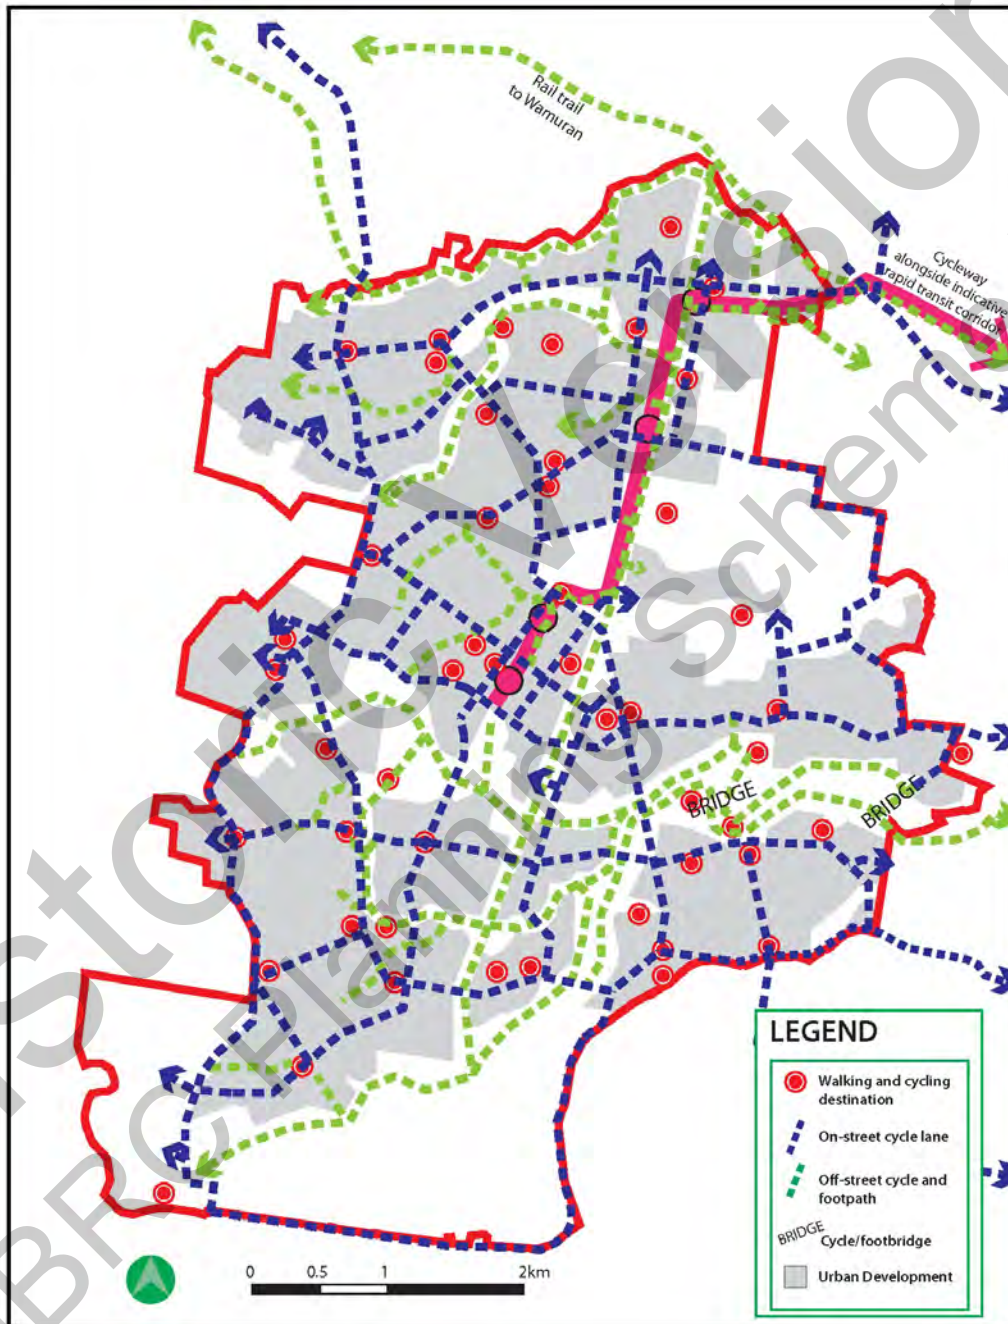 Rail trail
to Wamuran
Cycleway
alongside indicative
rapid transit corridor
BRIDGE
BRIDGE
LEGEND
Walking and cycling
destination
On-street cycle lane
Off-street cycle and
footpath
BRIDGE
Cycle/footbridge
Urban Development
0 0.5 1 2km
Historic Version
MBRC Planning Scheme